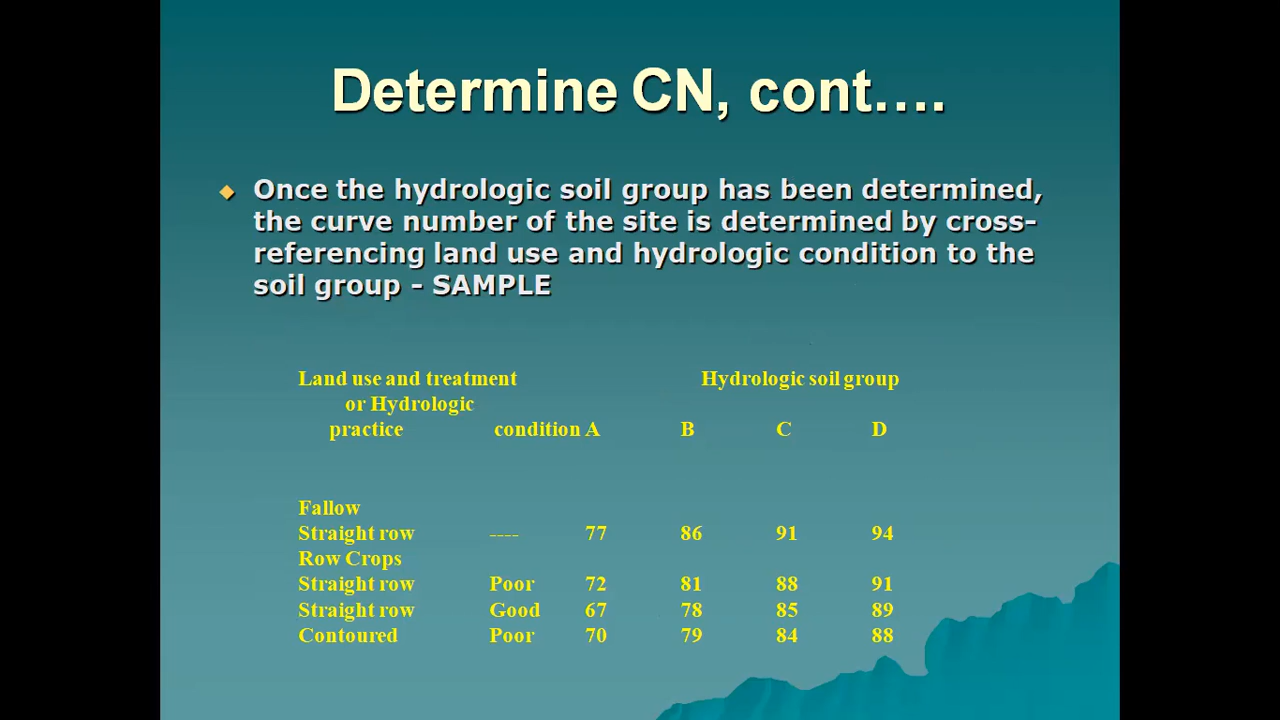 Determine CN, cont….
Once the hydrologic soil group has been determined,
the curve number of the site is determined by cross-
referencing land use and hydrologic condition to the
soil group - SAMPLE
Land use and treatment Hydrologic soil group
or Hydrologic
practice condition A B C D
Fallow
Straight row ---- 77 86 91 94
Row Crops
Straight row Poor 72 81 88 91
Straight row Good 67 78 85 89
Contoured Poor 70 79 84 88